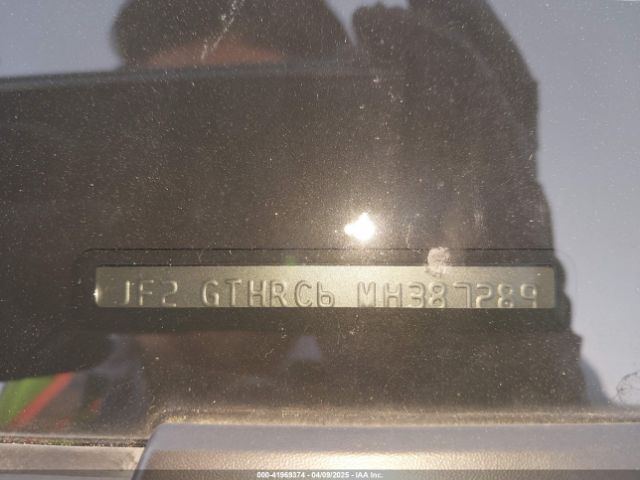 JF2 GTHRC6 MH387289
000-41969374 - 04/09/2025 - IAA Inc.